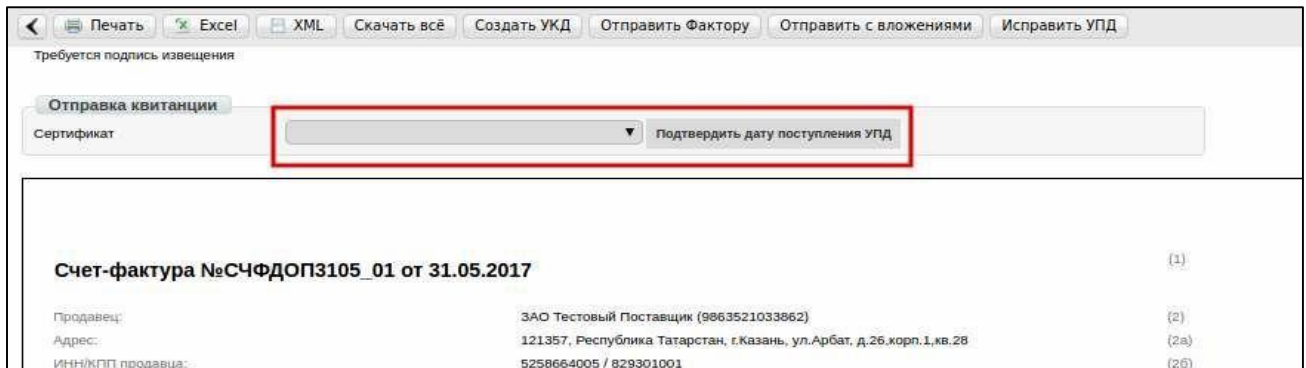 Печать Excel XML Скачать всё Создать УКД Отправить Фактору Отправить с вложениями Исправить УПД
Требуется подпись извещения
Отправка квитанции
Сертификат Подтвердить дату поступления УПД
Счет-фактура №СЧФДОП3105_01 от 31.05.2017 (1)
Продавец: ЗАО Тестовый Поставщик (9863521033862) (2)
Адрес: 121357, Республика Татарстан, г.Казань, ул.Арбат, д.26,корп.1,кв.28 (2а)
ИНН/КПП продавца: 5258664005 / 829301001 (2б)